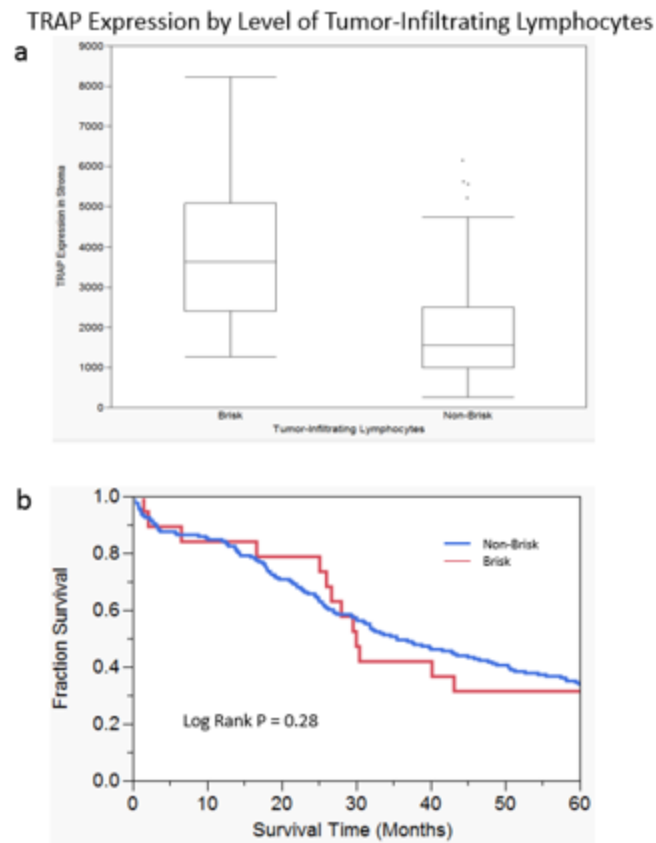 TRAP Expression by Level of Tumor-Infiltrating Lymphocytes
a
9000
8000
7000
6000
5000
4000
3000
2000
1000
0
TRAP Expression in Stroma
Brisk
Non-Brisk
Tumor-Infiltrating Lymphocytes
b
1.0
0.8
0.6
0.4
0.2
0.0
Fraction Survival
Non-Brisk
Brisk
Log Rank P = 0.28
0 10 20 30 40 50 60
Survival Time (Months)